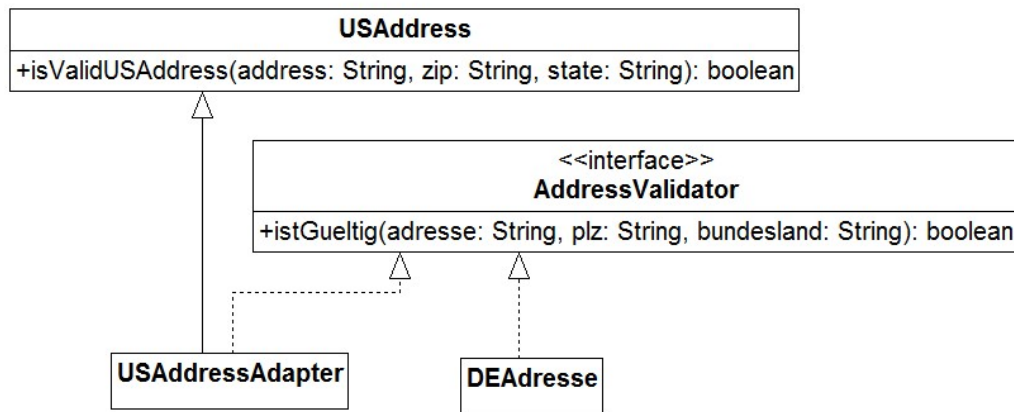 USAddress
+isValidUSAddress(address: String, zip: String, state: String): boolean
<<interface>>
AddressValidator
+istGueltig(adresse: String, plz: String, bundesland: String): boolean
USAddressAdapter
DEAdresse